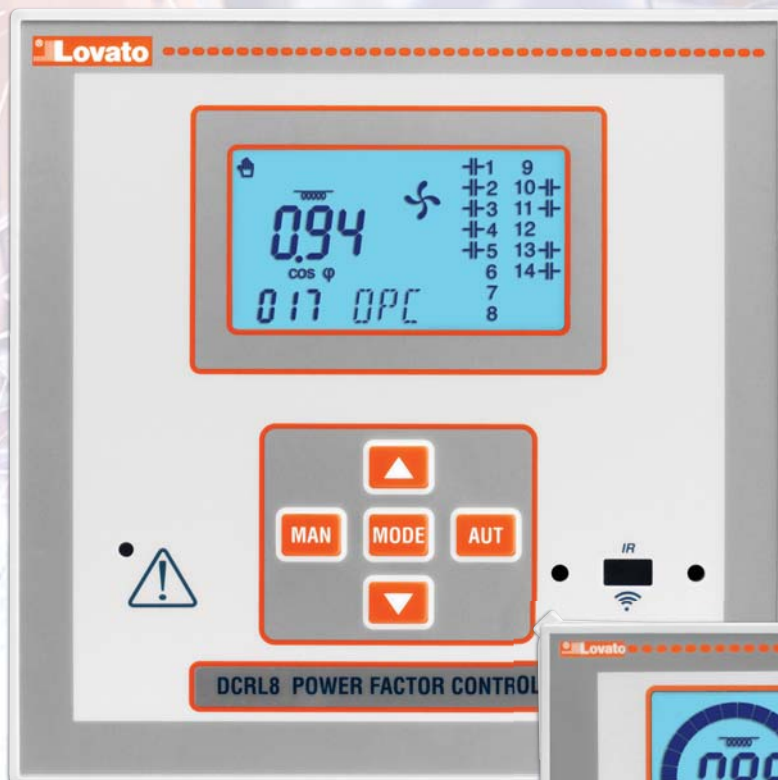 Lovato
1 9
2 10
0.94
3 11
4 12
cos φ
5 13
6 14
017 OPC
7
8
MAN MODE AUT
IR
Lovato
DCRL8 POWER FACTOR CONTROL